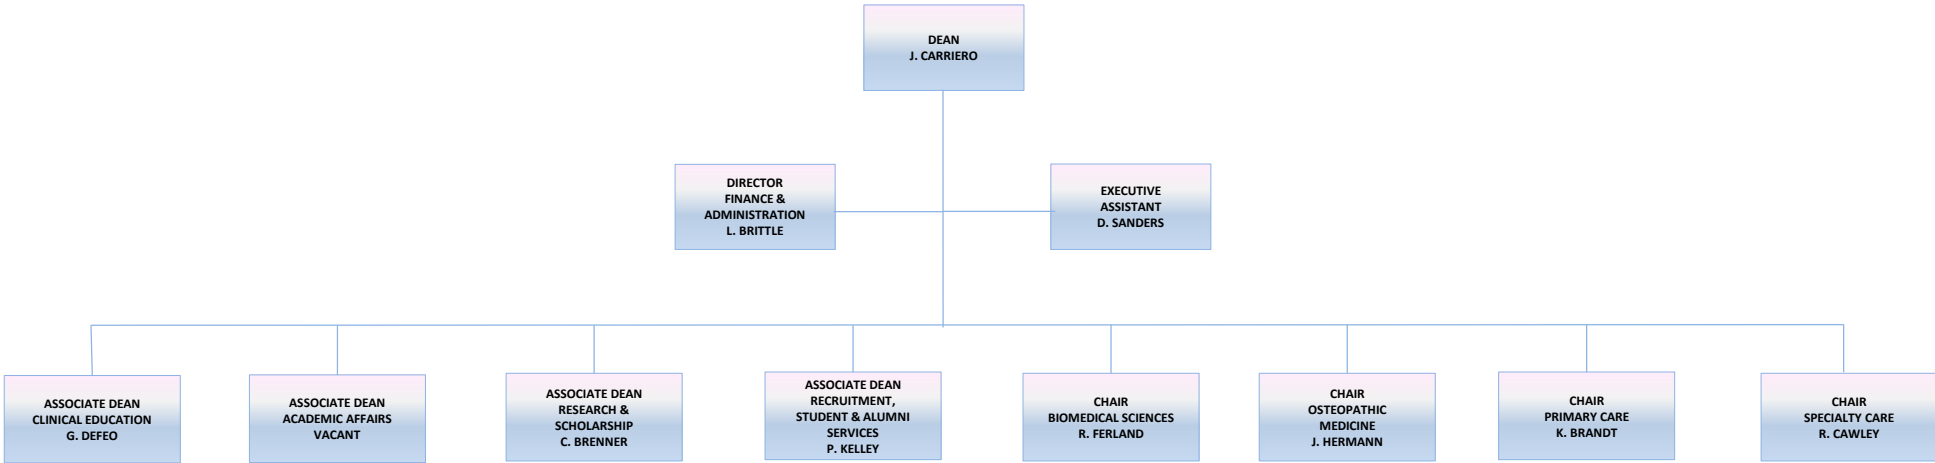 DEAN
J. CARRIERO
DIRECTOR
FINANCE &
ADMINISTRATION
L. BRITTLE
EXECUTIVE
ASSISTANT
D. SANDERS
ASSOCIATE DEAN
CLINICAL EDUCATION
G. DEFEO
ASSOCIATE DEAN
ACADEMIC AFFAIRS
VACANT
ASSOCIATE DEAN
RESEARCH &
SCHOLARSHIP
C. BRENNER
ASSOCIATE DEAN
RECRUITMENT,
STUDENT & ALUMNI
SERVICES
P. KELLEY
CHAIR
BIOMEDICAL SCIENCES
R. FERLAND
CHAIR
OSTEOPATHIC
MEDICINE
J. HERMANN
CHAIR
PRIMARY CARE
K. BRANDT
CHAIR
SPECIALTY CARE
R. CAWLEY